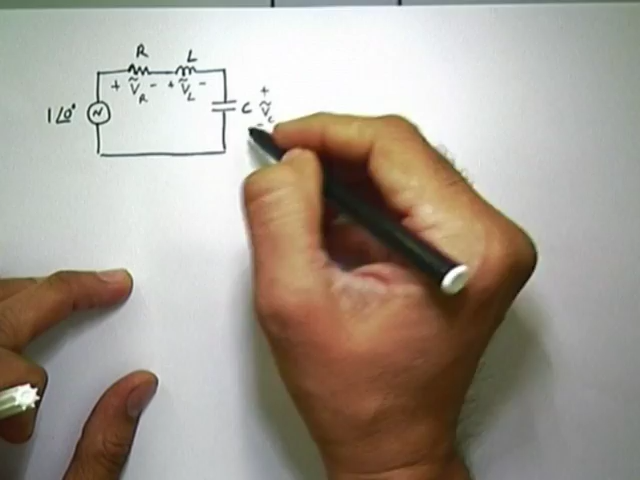 R L
+ Ṽ_R - + Ṽ_L -
1∠0° C + Ṽ_c -